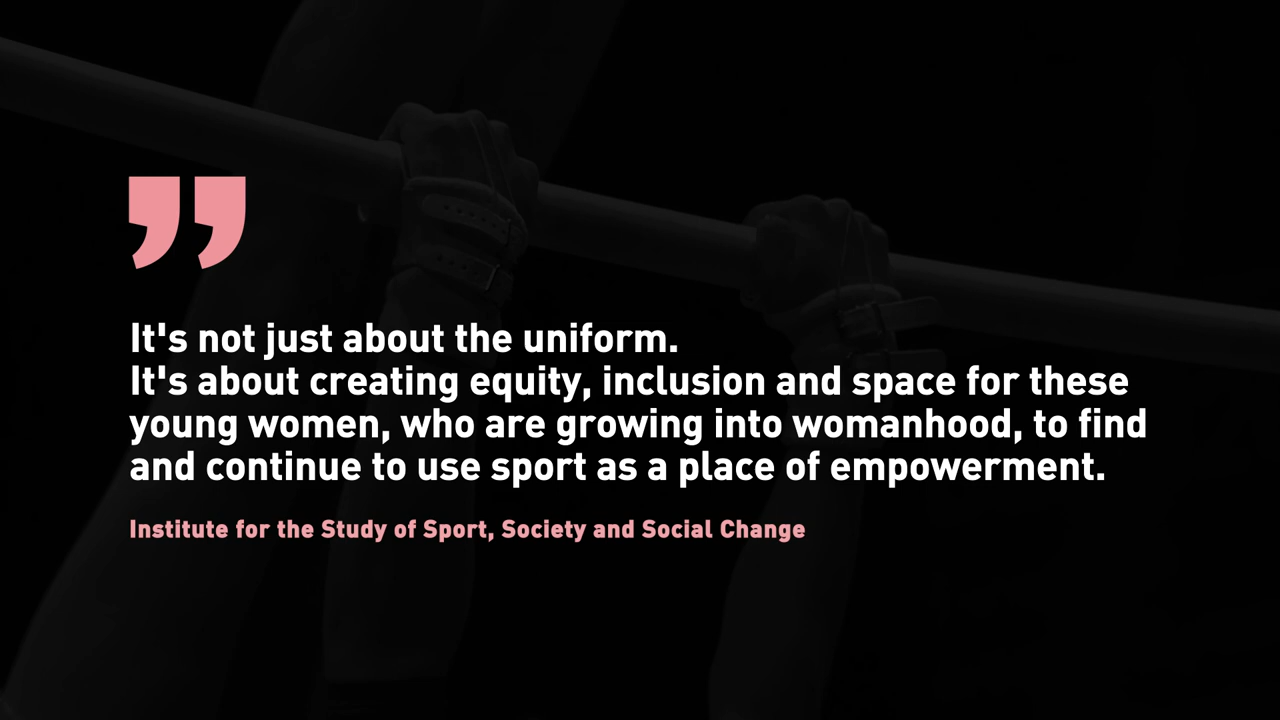 ”
It's not just about the uniform.
It's about creating equity, inclusion and space for these
young women, who are growing into womanhood, to find
and continue to use sport as a place of empowerment.
Institute for the Study of Sport, Society and Social Change